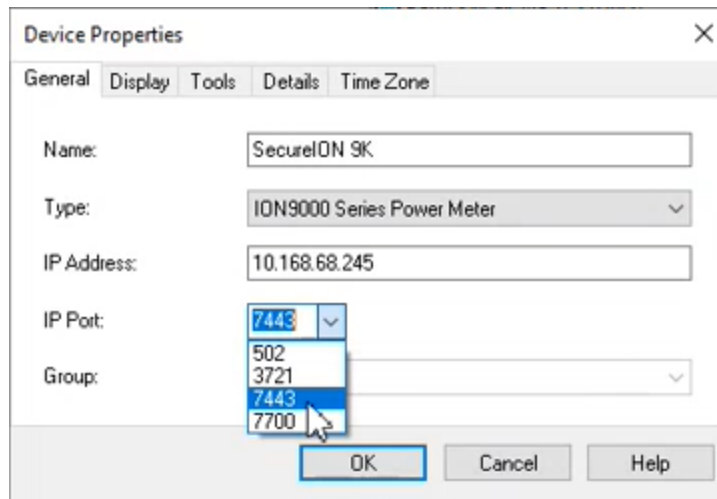 Device Properties
General Display Tools Details Time Zone
Name: SecureION 9K
Type: ION9000 Series Power Meter
IP Address: 10.168.68.245
IP Port: 7443
502
3721
7443
7700
Group:
OK Cancel Help